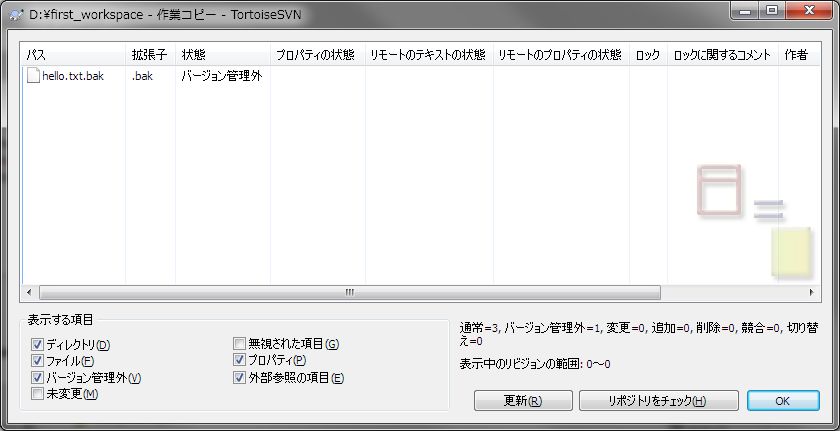 D:¥first_workspace - 作業コピー - TortoiseSVN
パス 拡張子 状態 プロパティの状態 リモートのテキストの状態 リモートのプロパティの状態 ロック ロックに関するコメント 作者
hello.txt.bak .bak バージョン管理外
表示する項目
ディレクトリ(D) 無視された項目(G)
ファイル(F) プロパティ(P)
バージョン管理外(V) 外部参照の項目(E)
未変更(M)
通常=3, バージョン管理外=1, 変更=0, 追加=0, 削除=0, 競合=0, 切り替
え=0
表示中のリビジョンの範囲: 0～0
更新(R) リポジトリをチェック(H) OK